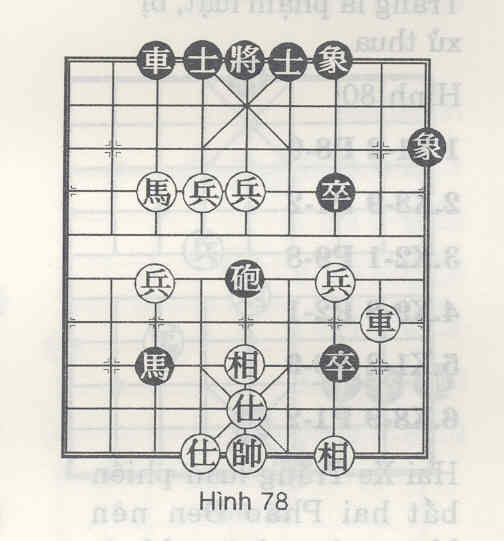 Trắng là phạm luật, bị
xử thua
Hình 80
車士將士象
象
馬兵兵卒
兵砲兵
車
馬相卒
仕
仕帥相
Hai Xe Trắng luân phiên
bắt hai Pháo Đen nên
Hình 78